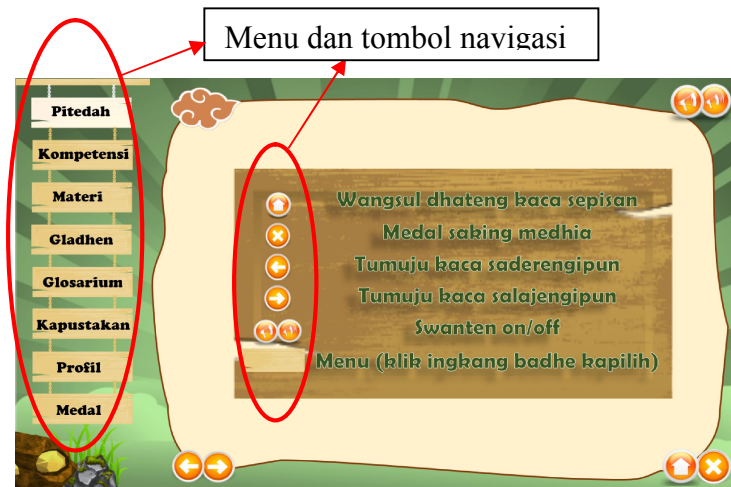 Menu dan tombol navigasi
Pitedah
Kompetensi
Materi
Gladhen
Glosarium
Kapustakan
Profil
Medal
Wangsul dhateng kaca sepisan
Medal saking medhia
Tumuju kaca saderengipun
Tumuju kaca salajengipun
Swanten on/off
Menu (klik ingkang badhe kapilih)